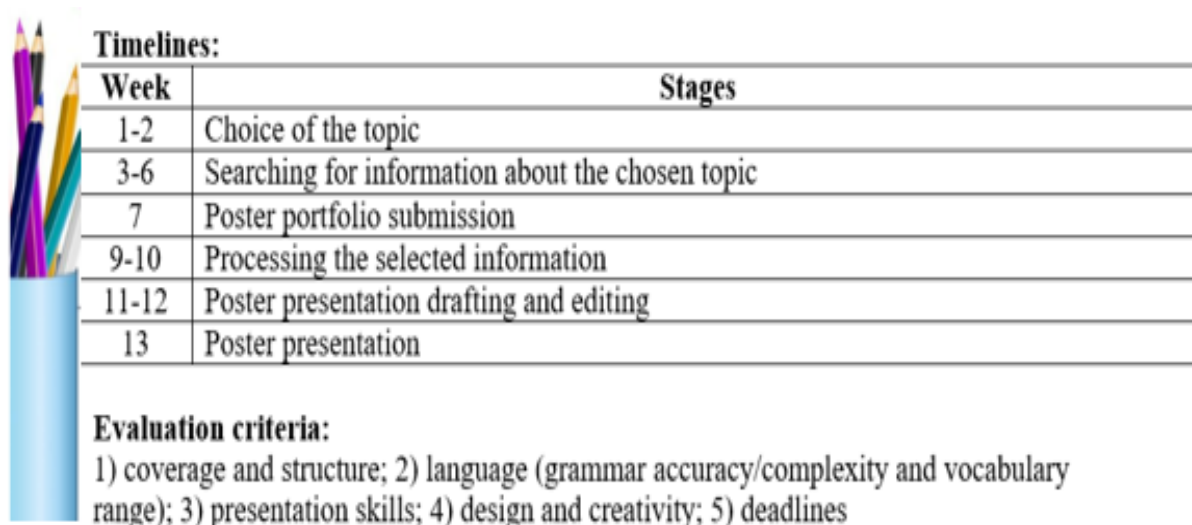 Timelines:
Week Stages
1-2 Choice of the topic
3-6 Searching for information about the chosen topic
7 Poster portfolio submission
9-10 Processing the selected information
11-12 Poster presentation drafting and editing
13 Poster presentation
Evaluation criteria:
1) coverage and structure; 2) language (grammar accuracy/complexity and vocabulary
range); 3) presentation skills; 4) design and creativity; 5) deadlines